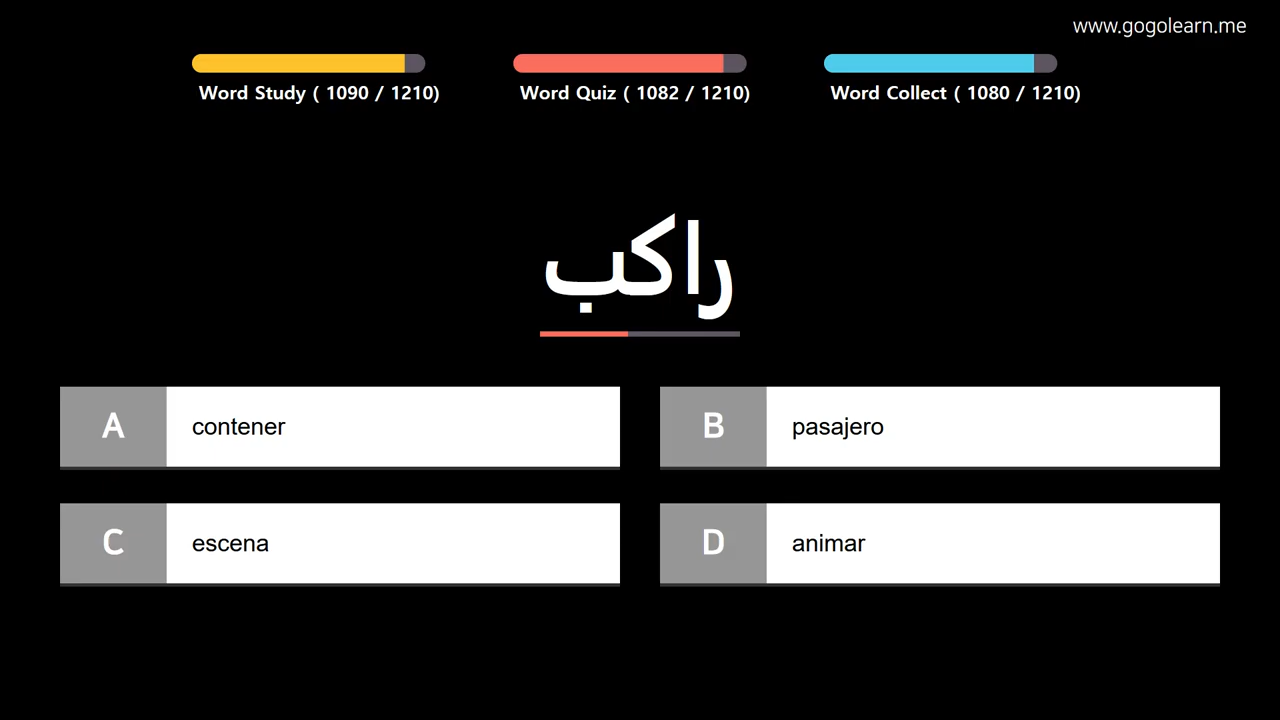 www.gogolearn.me
Word Study ( 1090 / 1210)
Word Quiz ( 1082 / 1210)
Word Collect ( 1080 / 1210)
راكب
A contener
B pasajero
C escena
D animar